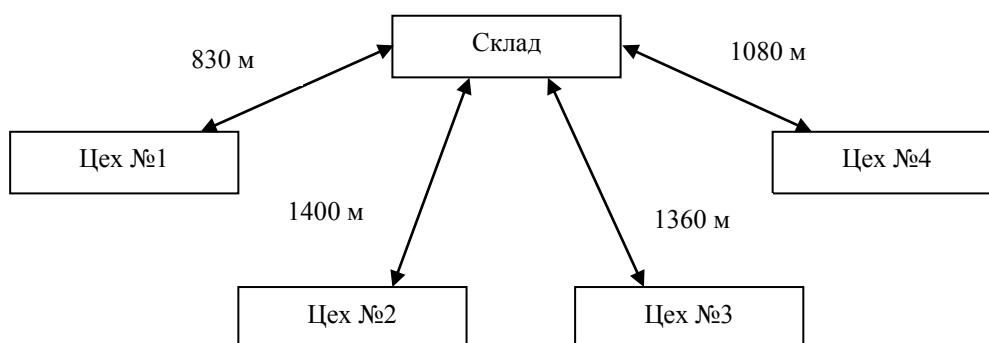 Склад
830 м
1080 м
Цех №1
Цех №4
1400 м
1360 м
Цех №2
Цех №3